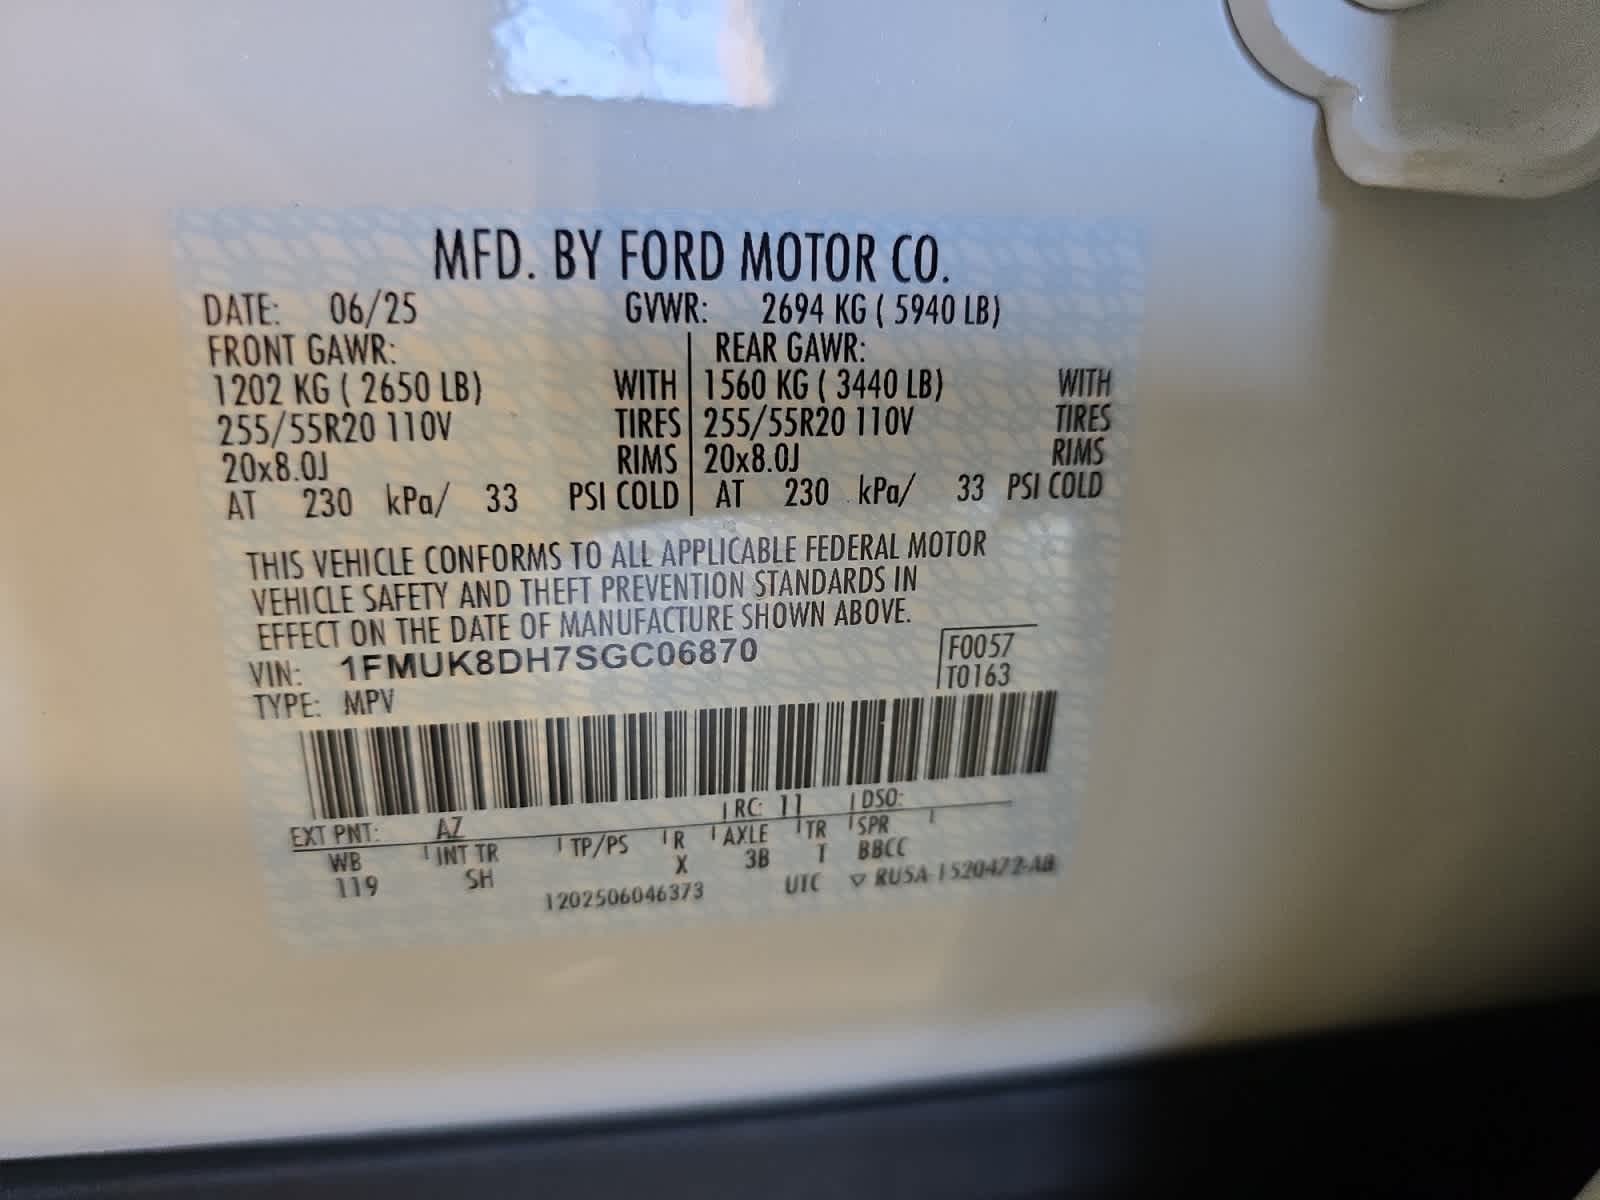 MFD. BY FORD MOTOR CO.
DATE: 06/25 GVWR: 2694 KG ( 5940 LB)
FRONT GAWR: REAR GAWR:
1202 KG ( 2650 LB) WITH 1560 KG ( 3440 LB) WITH
255/55R20 110V TIRES 255/55R20 110V TIRES
20x8.0J RIMS 20x8.0J RIMS
AT 230 kPa/ 33 PSI COLD AT 230 kPa/ 33 PSI COLD
THIS VEHICLE CONFORMS TO ALL APPLICABLE FEDERAL MOTOR
VEHICLE SAFETY AND THEFT PREVENTION STANDARDS IN
EFFECT ON THE DATE OF MANUFACTURE SHOWN ABOVE.
VIN: 1FMUK8DH7SGC06870 F0057
TYPE: MPV T0163
EXT PNT: AZ RC: 11 DSO:
WB INT TR TP/PS R AXLE TR SPR
119 SH X 3B T BBCC
1202506046373 UTC ▽ RU5A-1520472-AB